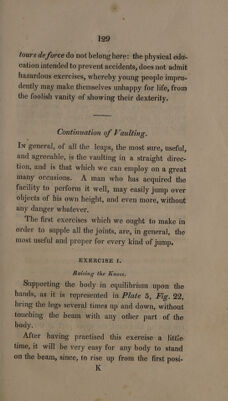 129
tours de force do not belong here: the physical edu-
cation intended to prevent accidents, does not admit
hazardous exercises, whereby young people impru-
dently may make themselves unhappy for life, from
the foolish vanity of showing their dexterity.
Continuation of Vaulting.
IN general, of all the leaps, the most sure, useful,
and agreeable, is the vaulting in a straight direc-
tion, and is that which we can employ on a great
many occasions. A man who has acquired the
facility to perform it well, may easily jump over
objects of his own height, and even more, without
any danger whatever.
The first exercises which we ought to make in
order to supple all the joints, are, in general, the
most useful and proper for every kind of jump.
EXERCISE I.
Raising the Knees.
Supporting the body in equilibrium upon the
hands, as it is represented in Plate 5, Fig. 22,
bring the legs several times up and down, without
touching the beam with any other part of the
body.
After having practised this exercise a little
time, it will be very easy for any body to stand
on the beam, since, to rise up from the first posi-
K